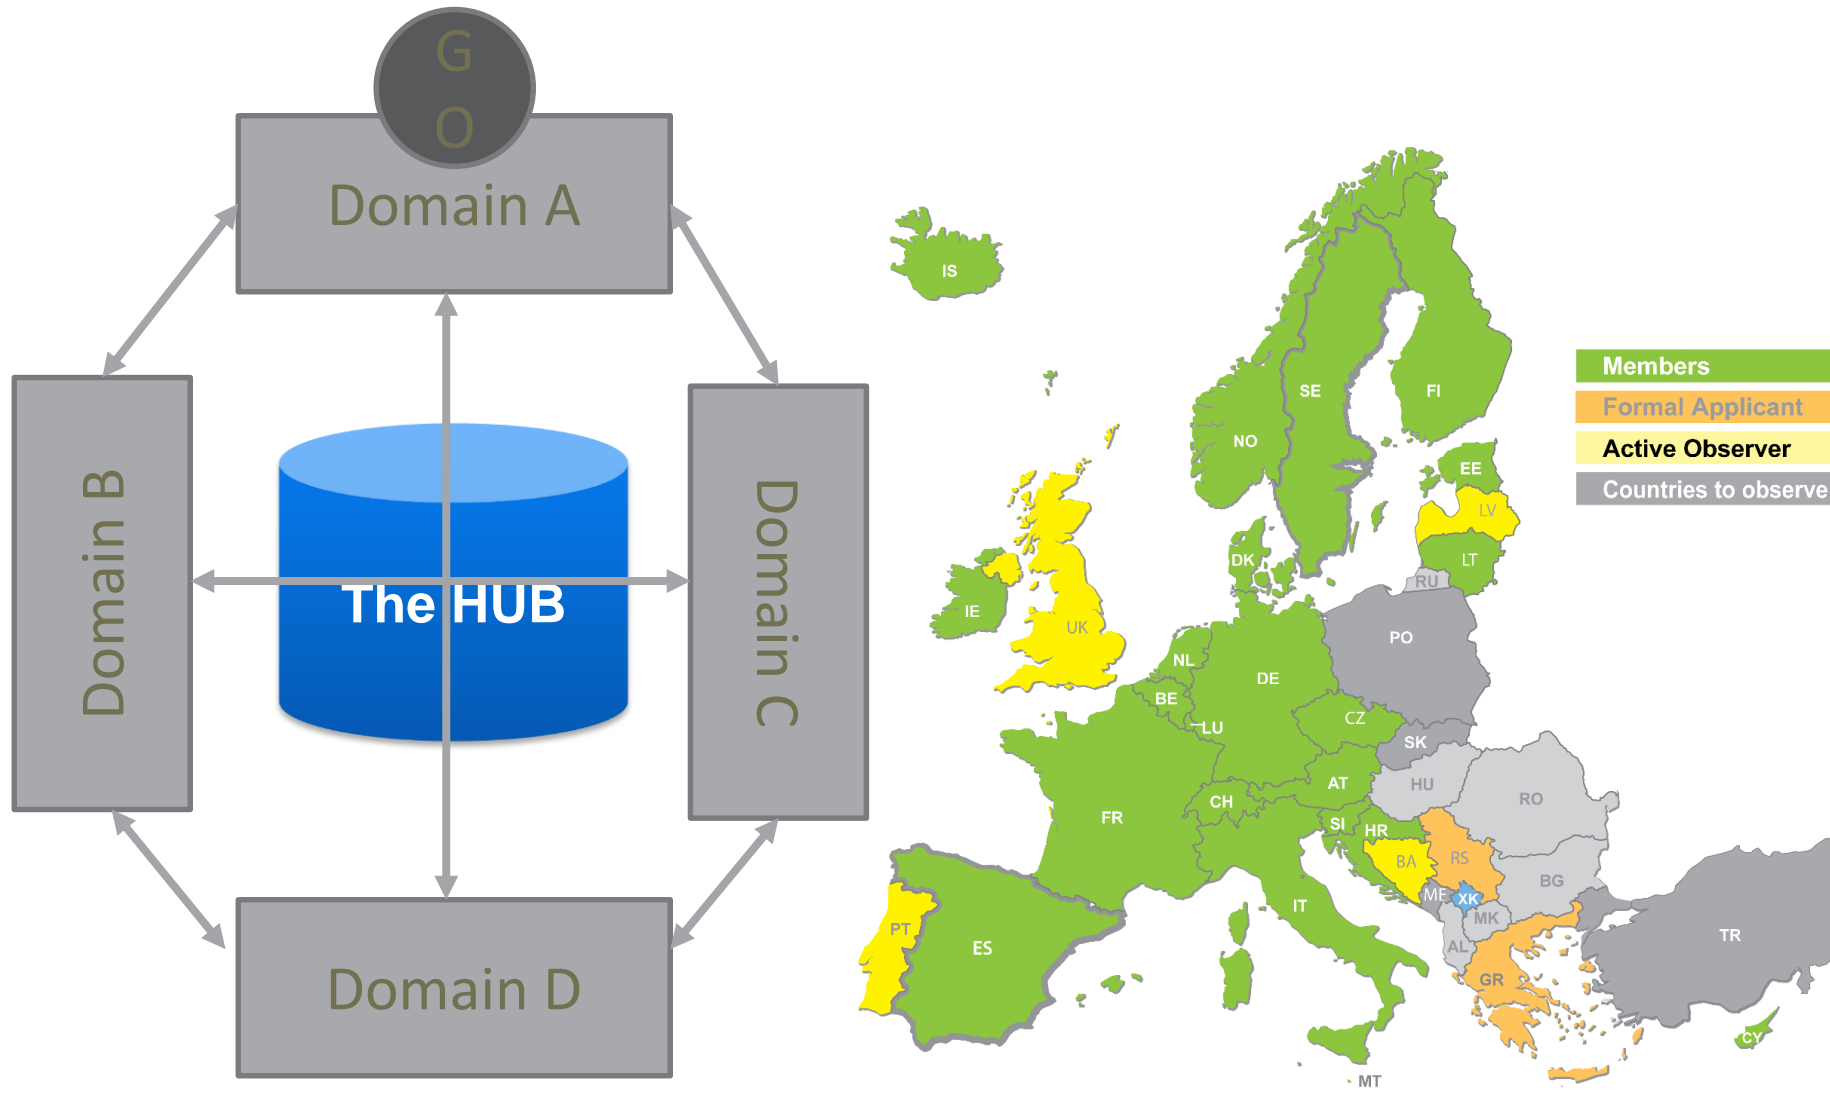 G
O
Domain A
Domain B
The HUB
Domain C
Domain D
IS
SE
FI
NO
EE
LV
LT
RU
DK
IE
UK
NL
BE
LU
DE
PO
CZ
SK
AT
HU
RO
CH
FR
SI
HR
BA
RS
BG
ME
XK
MK
AL
GR
TR
IT
PT
ES
CY
MT
Members
Formal Applicant
Active Observer
Countries to observe